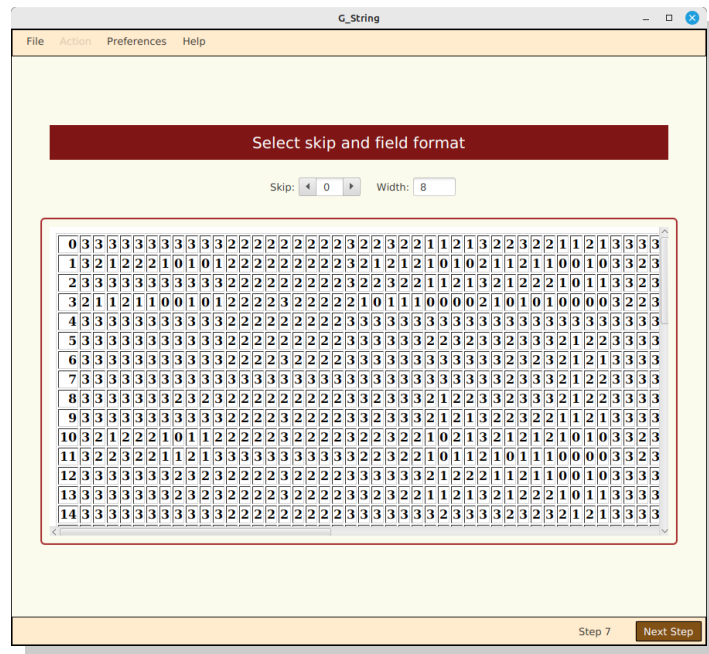 G_String
File Action Preferences Help
Select skip and field format
Skip: 0 Width: 8
0 3 3 3 3 3 3 3 3 3 3 3 2 2 2 2 2 2 2 2 2 3 2 2 3 2 2 1 1 2 1 3 2 2 3 2 2 1 1 2 1 3 3 3 3
1 3 2 1 2 2 2 1 0 1 0 1 2 2 2 2 2 2 2 2 2 3 2 1 2 1 2 1 0 1 0 2 1 1 2 1 1 0 0 1 0 3 3 2 3
2 3 3 3 3 3 3 3 3 3 3 3 2 2 2 2 2 2 2 2 2 3 2 2 3 2 2 1 1 2 1 3 2 1 2 2 2 1 0 1 1 3 3 2 3
3 2 1 1 2 1 1 0 0 1 0 1 2 2 2 2 3 2 2 2 2 2 1 0 1 1 1 0 0 0 0 2 1 0 1 0 1 0 0 0 0 3 2 2 3
4 3 3 3 3 3 3 3 3 3 3 3 2 2 2 2 2 2 2 2 2 3 3 3 3 3 3 3 3 3 3 3 3 3 3 3 3 3 3 3 3 3 3 3 3
5 3 3 3 3 3 3 3 3 3 3 3 2 2 2 2 2 2 2 2 2 3 3 3 3 3 3 2 2 3 2 3 3 2 3 3 3 2 1 2 2 3 3 3 3
6 3 3 3 3 3 3 3 3 3 3 3 2 2 2 2 3 2 2 2 2 3 3 3 3 3 3 3 3 3 3 3 3 2 3 2 3 2 1 2 1 3 3 3 3
7 3 3 3 3 3 3 3 3 3 3 3 3 3 3 3 3 3 3 3 3 3 3 3 3 3 3 3 3 3 3 3 3 2 3 3 3 2 1 2 2 3 3 3 3
8 3 3 3 3 3 3 3 2 3 2 3 2 2 2 2 2 2 2 2 2 3 3 2 3 3 3 2 1 2 2 3 3 2 3 3 3 2 1 2 2 3 3 3 3
9 3 3 3 3 3 3 3 3 3 3 3 2 2 2 2 3 2 2 2 2 3 3 2 3 3 3 2 1 2 1 3 2 2 3 2 2 1 1 2 1 3 3 3 3
10 3 2 1 2 2 2 1 0 1 1 2 2 2 2 2 3 2 2 2 2 3 2 2 3 2 2 1 0 2 1 3 2 1 2 1 2 1 0 1 0 3 3 2 3
11 3 2 2 3 2 2 1 1 2 1 3 3 3 3 3 3 3 3 3 3 3 2 2 3 2 2 1 0 1 1 2 1 0 1 1 1 0 0 0 0 3 3 2 3
12 3 3 3 3 3 3 3 2 3 2 3 2 2 2 2 3 2 2 2 2 3 3 3 3 3 3 2 1 2 2 2 1 1 2 1 1 0 0 1 0 3 3 3 3
13 3 3 3 3 3 3 3 2 3 2 3 2 2 2 2 3 2 2 2 2 3 3 2 3 2 2 1 1 2 1 3 2 1 2 2 2 1 0 1 1 3 3 3 3
14 3 3 3 3 3 3 3 3 3 3 3 2 2 2 2 2 2 2 2 2 3 3 3 3 3 3 3 2 3 3 3 3 2 3 2 3 2 1 2 1 3 3 3 3
Step 7 Next Step